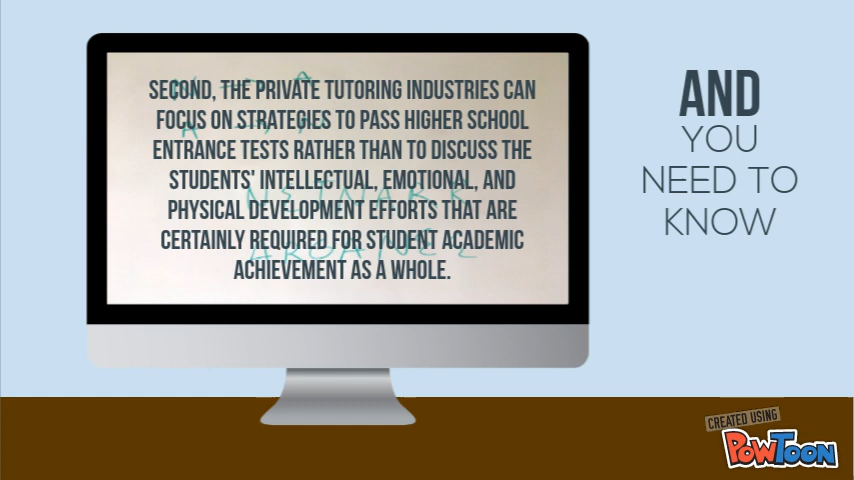 SECOND, THE PRIVATE TUTORING INDUSTRIES CAN
FOCUS ON STRATEGIES TO PASS HIGHER SCHOOL
ENTRANCE TESTS RATHER THAN TO DISCUSS THE
STUDENTS' INTELLECTUAL, EMOTIONAL, AND
PHYSICAL DEVELOPMENT EFFORTS THAT ARE
CERTAINLY REQUIRED FOR STUDENT ACADEMIC
ACHIEVEMENT AS A WHOLE.
AND
YOU
NEED TO
KNOW
CREATED USING
POWTOON